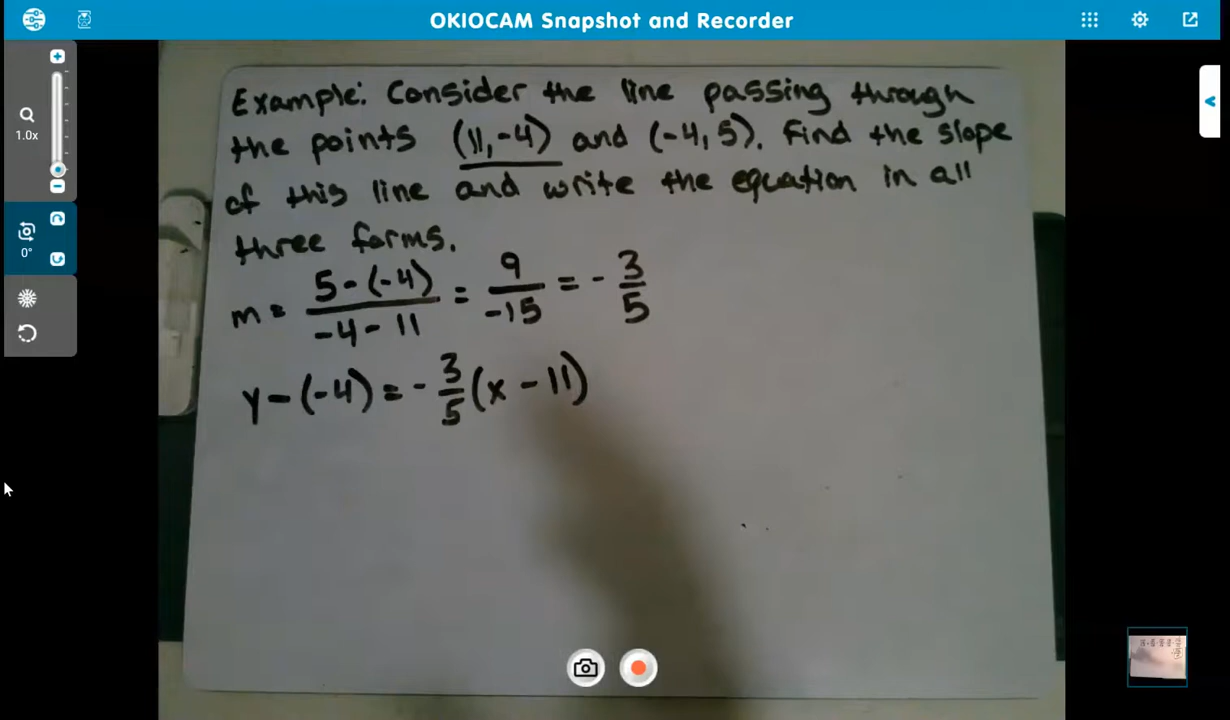 OKIOCAM Snapshot and Recorder
1.0x
0°
Example: Consider the line passing through
the points (11,-4) and (-4,5). Find the slope
of this line and write the equation in all
three forms.
m = 5-(-4)/-4-11 = 9/-15 = -3/5
y-(-4) = -3/5(x-11)